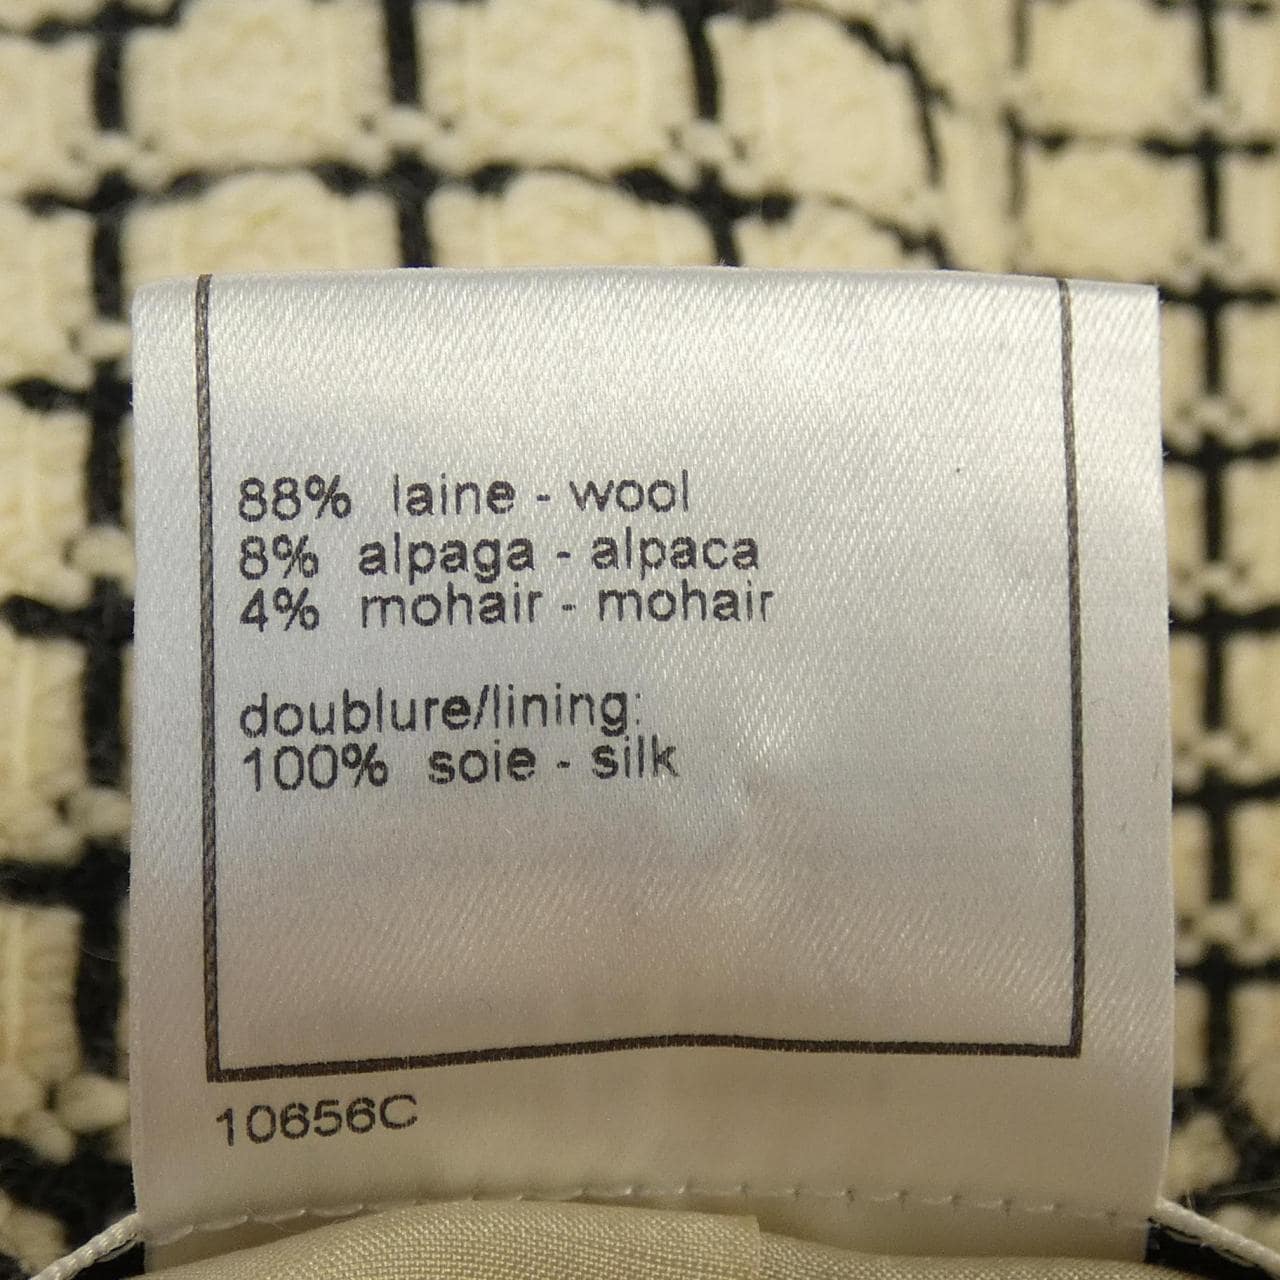 88% laine - wool
8% alpaga - alpaca
4% mohair - mohair
doublure/lining:
100% soie - silk
10656C